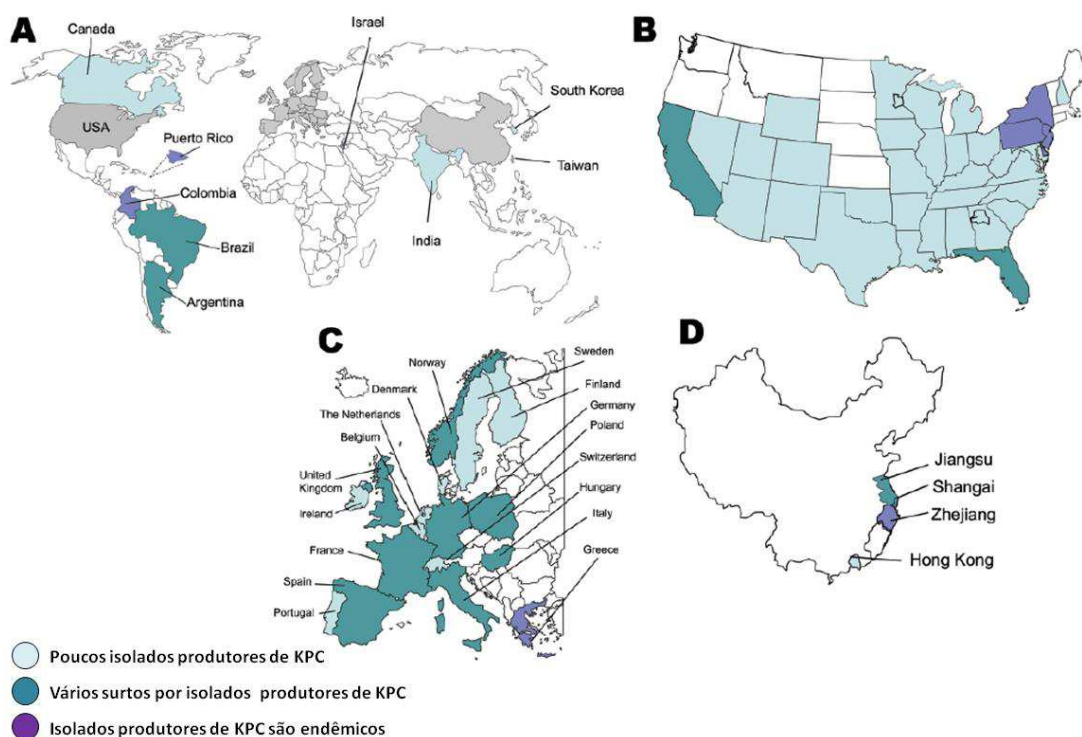 A
Canada
USA
Puerto Rico
Colombia
Brazil
Argentina
Israel
South Korea
Taiwan
India
B
C
Norway
Denmark
The Netherlands
Belgium
United
Kingdom
Ireland
France
Spain
Portugal
Sweden
Finland
Germany
Poland
Switzerland
Hungary
Italy
Greece
D
Jiangsu
Shangai
Zhejiang
Hong Kong
Poucos isolados produtores de KPC
Vários surtos por isolados produtores de KPC
Isolados produtores de KPC são endêmicos